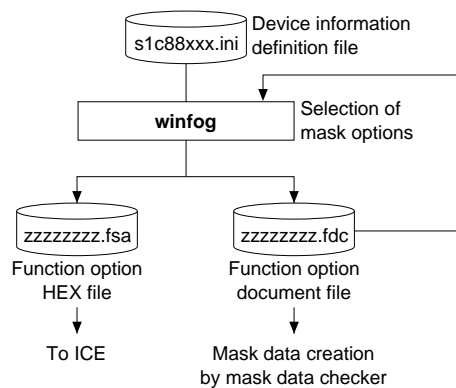 s1c88xxx.ini
Device information
definition file
winfog
Selection of
mask options
zzzzzzzz.fsa
zzzzzzzz.fdc
Function option
HEX file
Function option
document file
To ICE
Mask data creation
by mask data checker